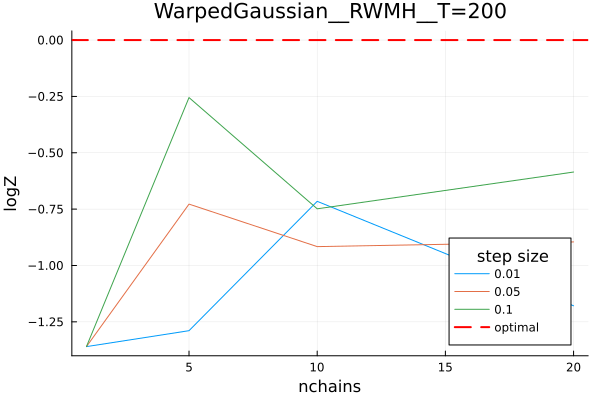 WarpedGaussian__RWMH__T=200
logZ
0.00
−0.25
−0.50
−0.75
−1.00
−1.25
5
10
15
20
nchains
step size
0.01
0.05
0.1
optimal